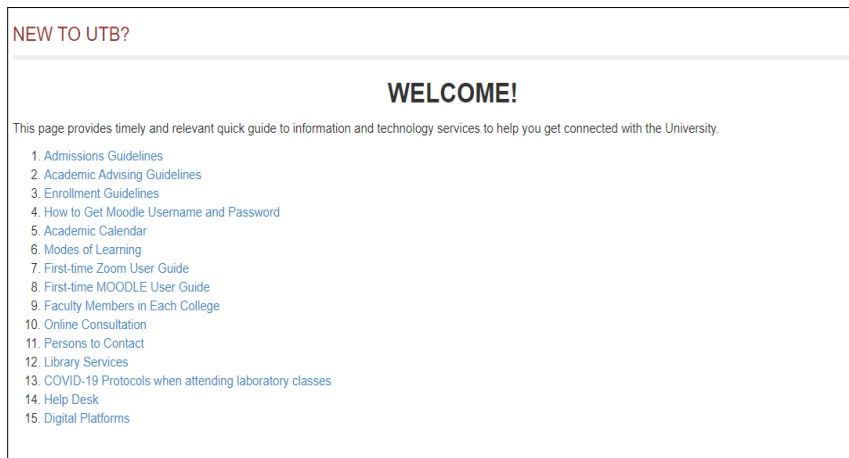 NEW TO UTB?
WELCOME!
This page provides timely and relevant quick guide to information and technology services to help you get connected with the University.
1. Admissions Guidelines
2. Academic Advising Guidelines
3. Enrollment Guidelines
4. How to Get Moodle Username and Password
5. Academic Calendar
6. Modes of Learning
7. First-time Zoom User Guide
8. First-time MOODLE User Guide
9. Faculty Members in Each College
10. Online Consultation
11. Persons to Contact
12. Library Services
13. COVID-19 Protocols when attending laboratory classes
14. Help Desk
15. Digital Platforms